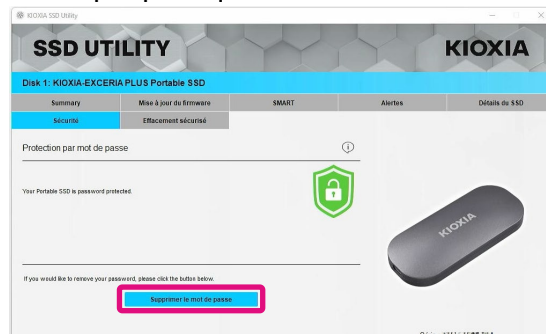 KIOXIA SSD Utility
SSD UTILITY
KIOXIA
Disk 1: KIOXIA-EXCERIA PLUS Portable SSD
Summary
Mise à jour du firmware
SMART
Alertes
Détails du SSD
Sécurité
Effacement sécurisé
Protection par mot de passe
Your Portable SSD is password protected.
KIOXIA
If you would like to remove your password, please click the button below.
Supprimer le mot de passe